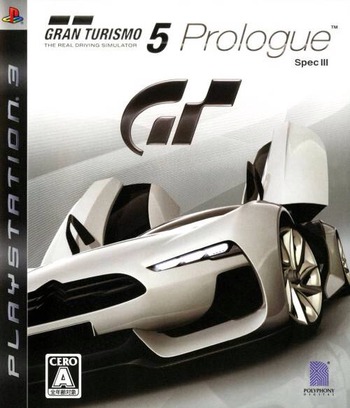 PLAYSTATION 3
GRAN TURISMO 5 Prologue™
THE REAL DRIVING SIMULATOR
Spec III
GT
CERO
A
全年齢対象
POLYPHONY
DIGITAL